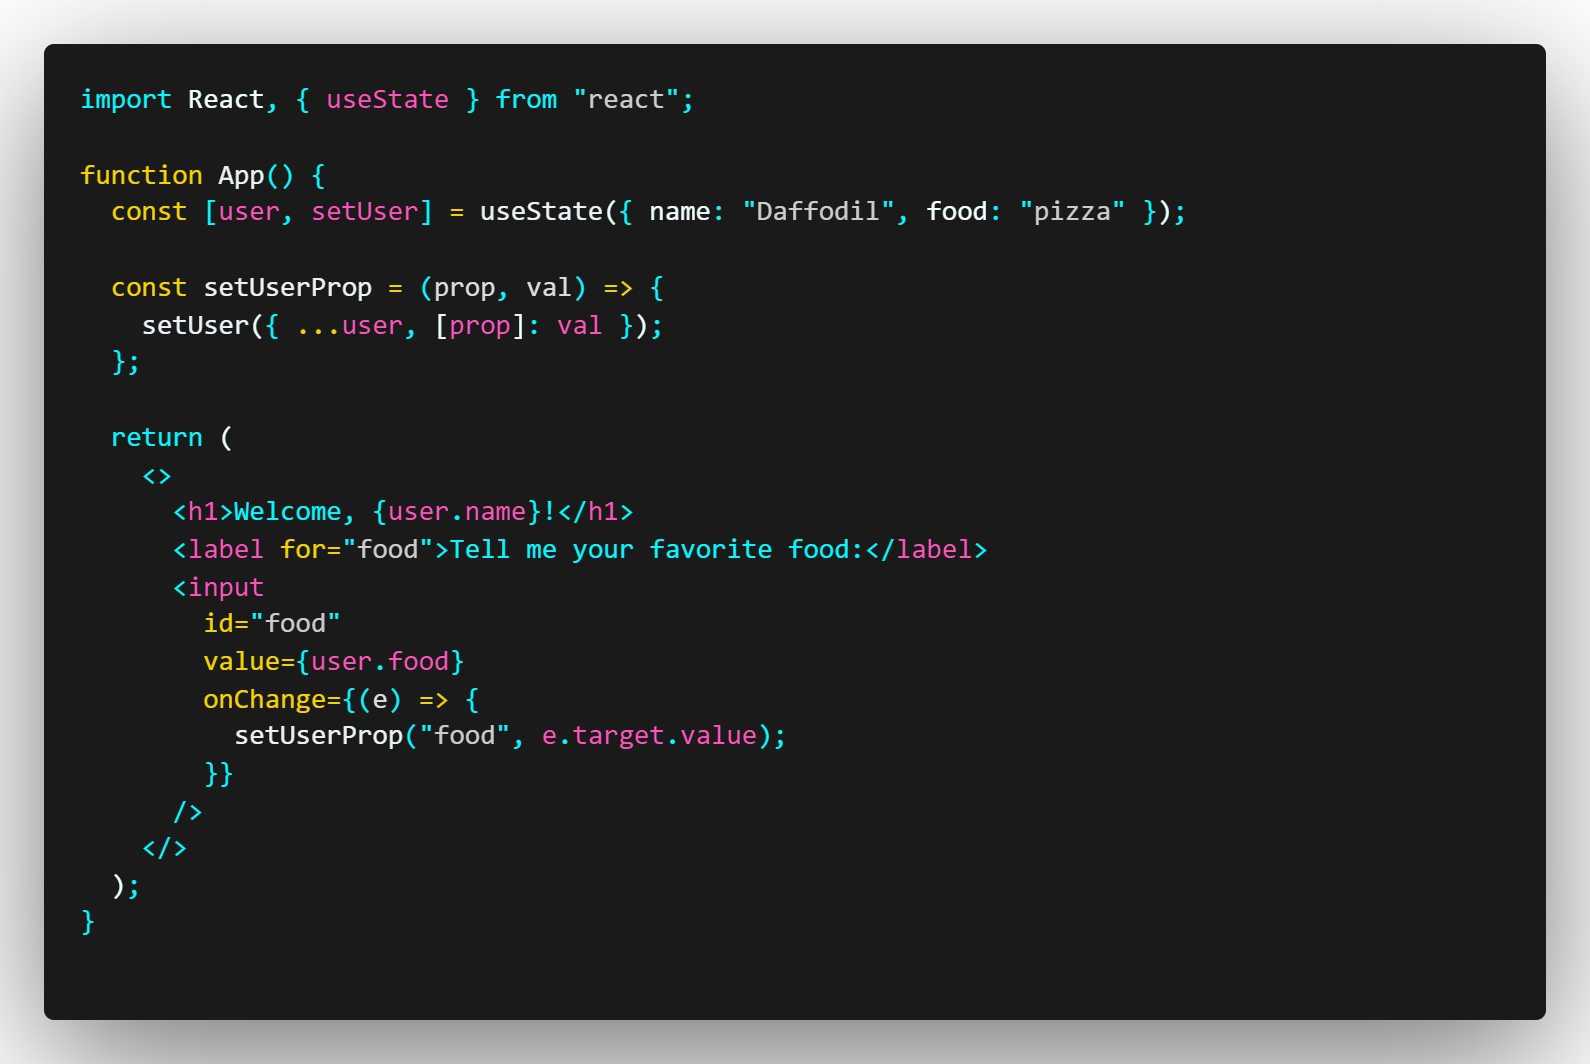 import React, { useState } from "react";
function App() {
  const [user, setUser] = useState({ name: "Daffodil", food: "pizza" });
  const setUserProp = (prop, val) => {
    setUser({ ...user, [prop]: val });
  };
  return (
    <>
      <h1>Welcome, {user.name}!</h1>
      <label for="food">Tell me your favorite food:</label>
      <input
        id="food"
        value={user.food}
        onChange={(e) => {
          setUserProp("food", e.target.value);
        }}
      />
    </>
  );
}